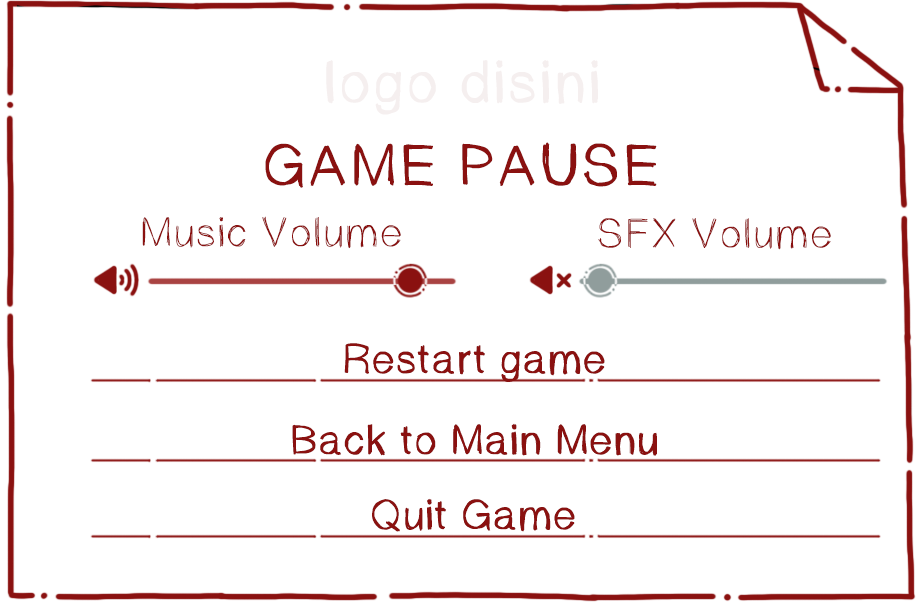 logo disini
GAME PAUSE
Music Volume
SFX Volume
Restart game
Back to Main Menu
Quit Game